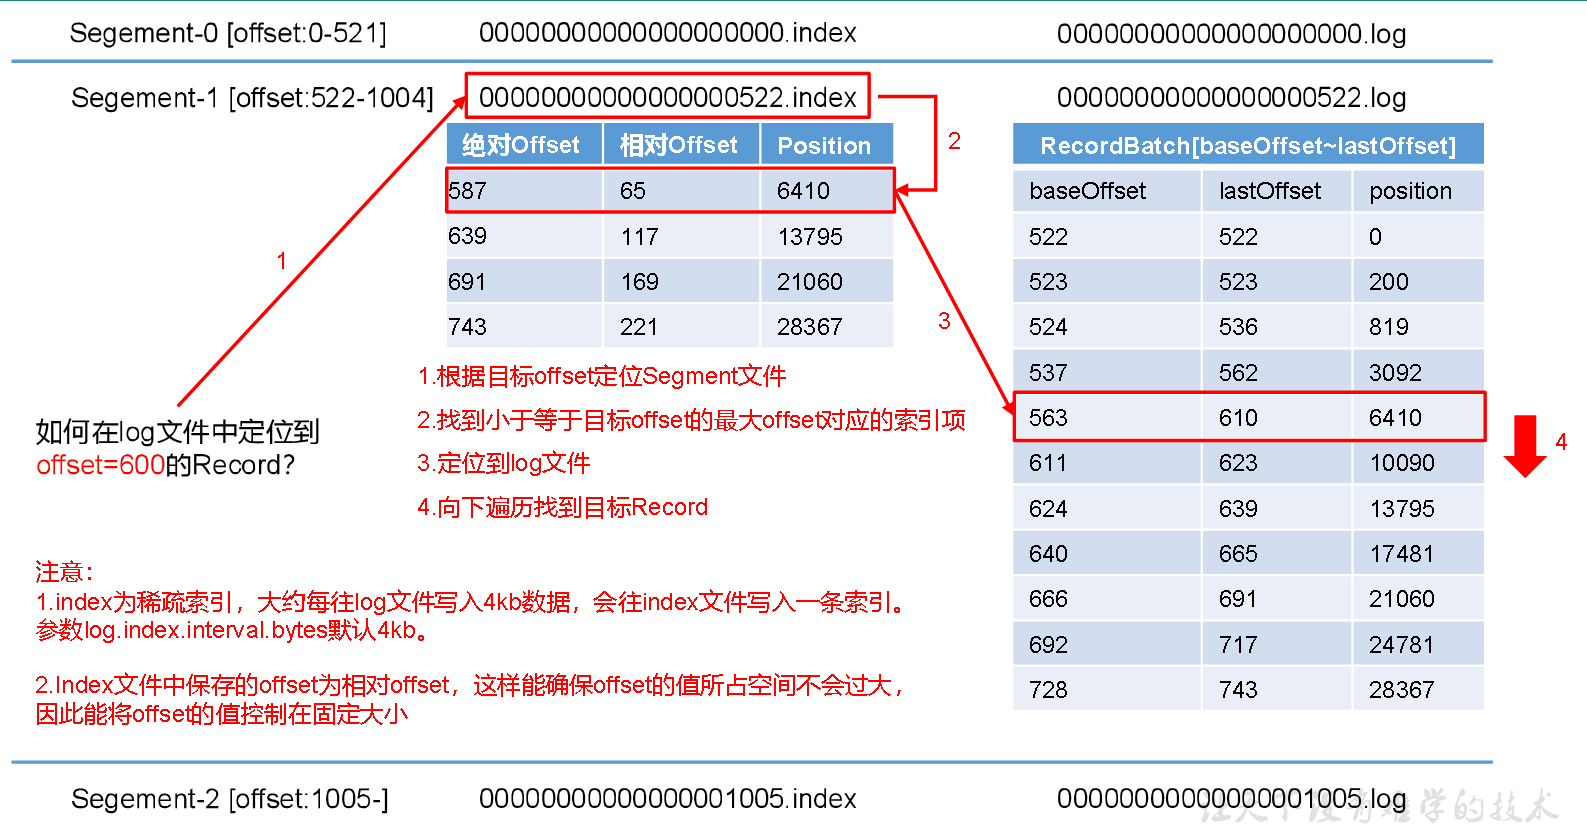 Segement-0 [offset:0-521] 00000000000000000000.index 00000000000000000000.log
Segement-1 [offset:522-1004] 00000000000000000522.index 00000000000000000522.log
绝对Offset 相对Offset Position
587 65 6410
639 117 13795
691 169 21060
743 221 28367
2
1
3
RecordBatch[baseOffset~lastOffset]
baseOffset lastOffset position
522 522 0
523 523 200
524 536 819
537 562 3092
563 610 6410
611 623 10090
624 639 13795
640 665 17481
666 691 21060
692 717 24781
728 743 28367
4
如何在log文件中定位到
offset=600的Record?
1.根据目标offset定位Segment文件
2.找到小于等于目标offset的最大offset对应的索引项
3.定位到log文件
4.向下遍历找到目标Record
注意：
1.index为稀疏索引，大约每往log文件写入4kb数据，会往index文件写入一条索引。
参数log.index.interval.bytes默认4kb。
2.Index文件中保存的offset为相对offset，这样能确保offset的值所占空间不会过大，
因此能将offset的值控制在固定大小
Segement-2 [offset:1005-] 00000000000000001005.index 00000000000000001005.log
让天下没有难学的技术